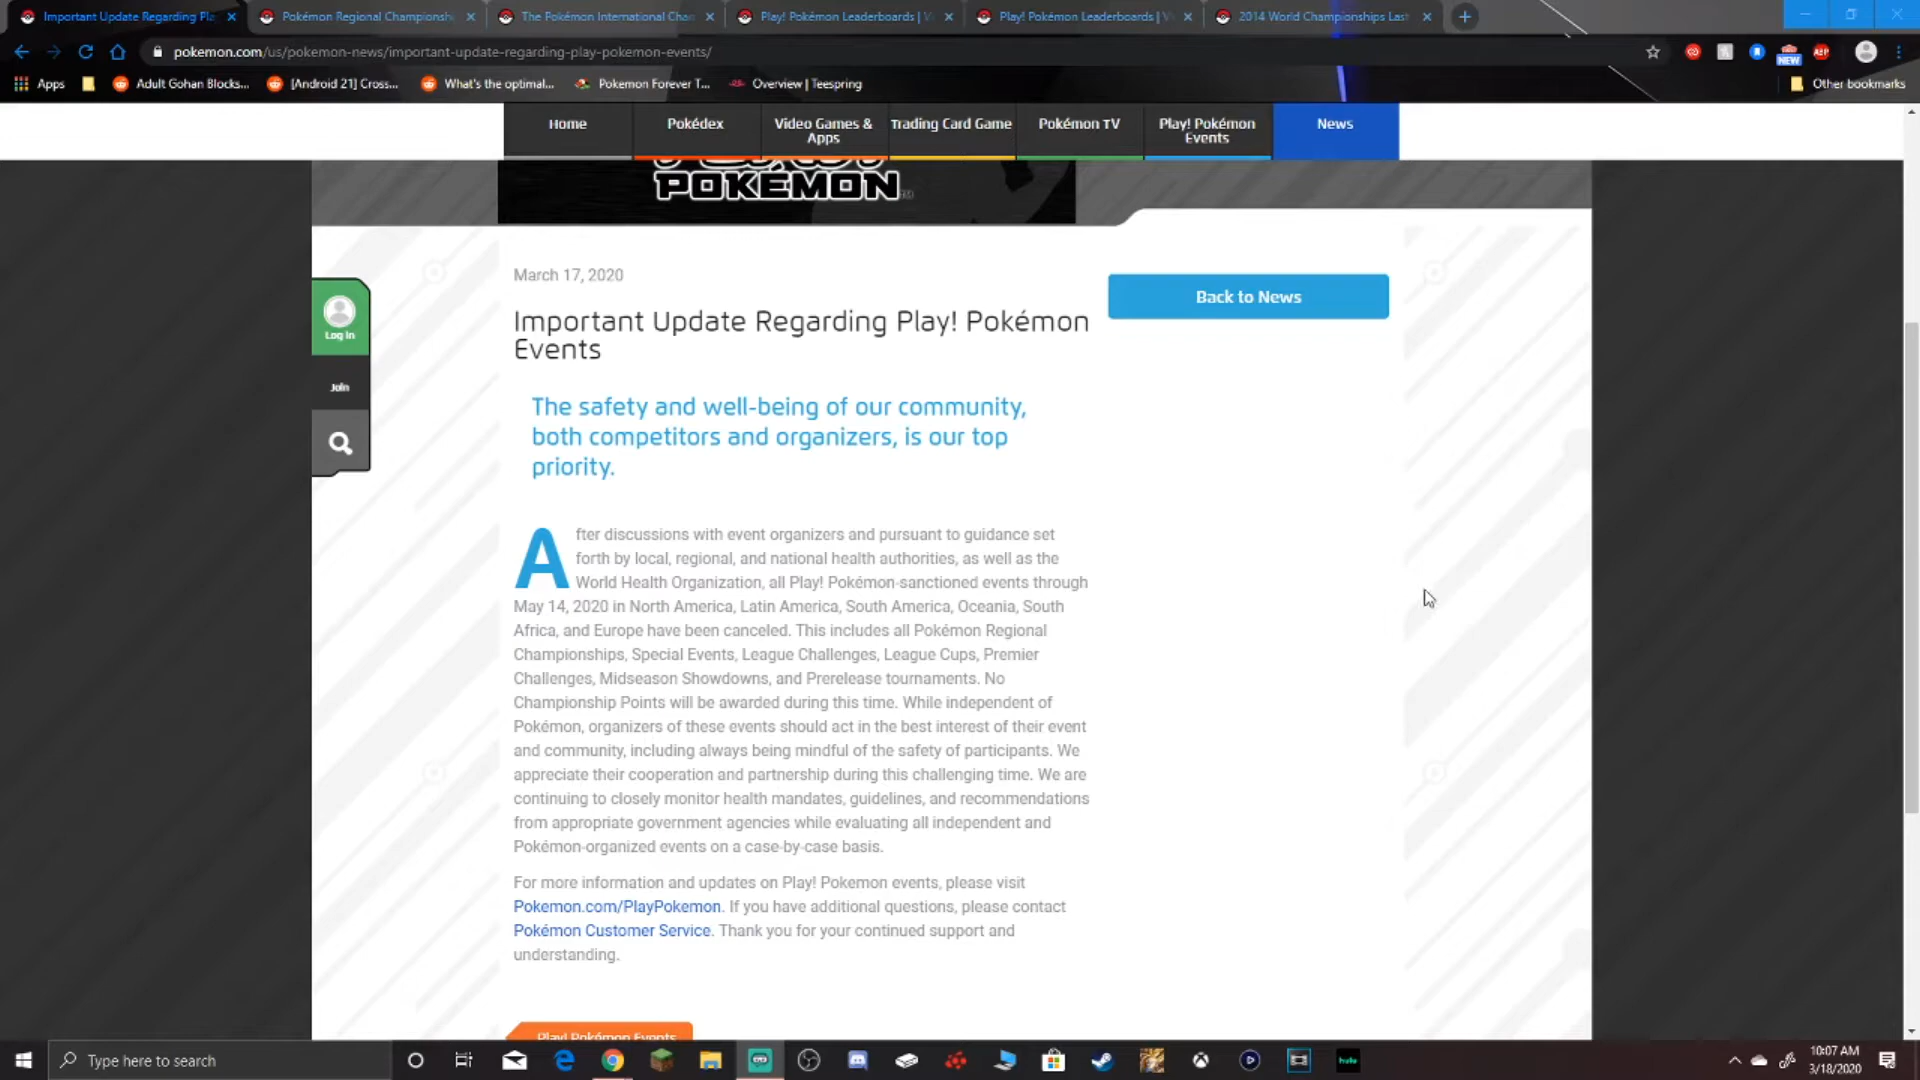 Important Update Regarding Pla
Pokémon Regional Championshi
The Pokémon International Chan
Play! Pokémon Leaderboards | V
Play! Pokémon Leaderboards | V
2014 World Championships Last
pokemon.com/us/pokemon-news/important-update-regarding-play-pokemon-events/
NEW
ABP
Apps
Adult Gohan Blocks...
[Android 21] Cross...
What's the optimal...
Pokemon Forever T...
Overview | Teespring
Other bookmarks
Home
Pokédex
Video Games & Apps
Trading Card Game
Pokémon TV
Play! Pokémon Events
News
POKÉMON
Log In
Join
March 17, 2020
Back to News
Important Update Regarding Play! Pokémon
Events
The safety and well-being of our community,
both competitors and organizers, is our top
priority.
After discussions with event organizers and pursuant to guidance set
forth by local, regional, and national health authorities, as well as the
World Health Organization, all Play! Pokémon-sanctioned events through
May 14, 2020 in North America, Latin America, South America, Oceania, South
Africa, and Europe have been canceled. This includes all Pokémon Regional
Championships, Special Events, League Challenges, League Cups, Premier
Challenges, Midseason Showdowns, and Prerelease tournaments. No
Championship Points will be awarded during this time. While independent of
Pokémon, organizers of these events should act in the best interest of their event
and community, including always being mindful of the safety of participants. We
appreciate their cooperation and partnership during this challenging time. We are
continuing to closely monitor health mandates, guidelines, and recommendations
from appropriate government agencies while evaluating all independent and
Pokémon-organized events on a case-by-case basis.
For more information and updates on Play! Pokemon events, please visit
Pokemon.com/PlayPokemon. If you have additional questions, please contact
Pokémon Customer Service. Thank you for your continued support and
understanding.
Play! Pokémon Events
Type here to search
hulu
10:07 AM
3/18/2020